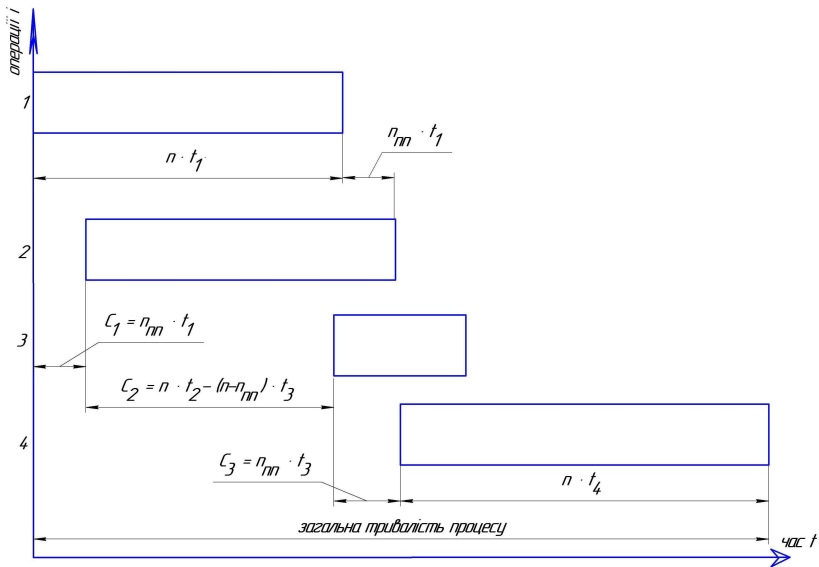 операції i
1
n · t₁
nпп · t₁
2
C₁ = nпп · t₁
3
C₂ = n · t₂ – (n–nпп) · t₃
4
C₃ = nпп · t₃
n · t₄
загальна тривалість процесу
час t